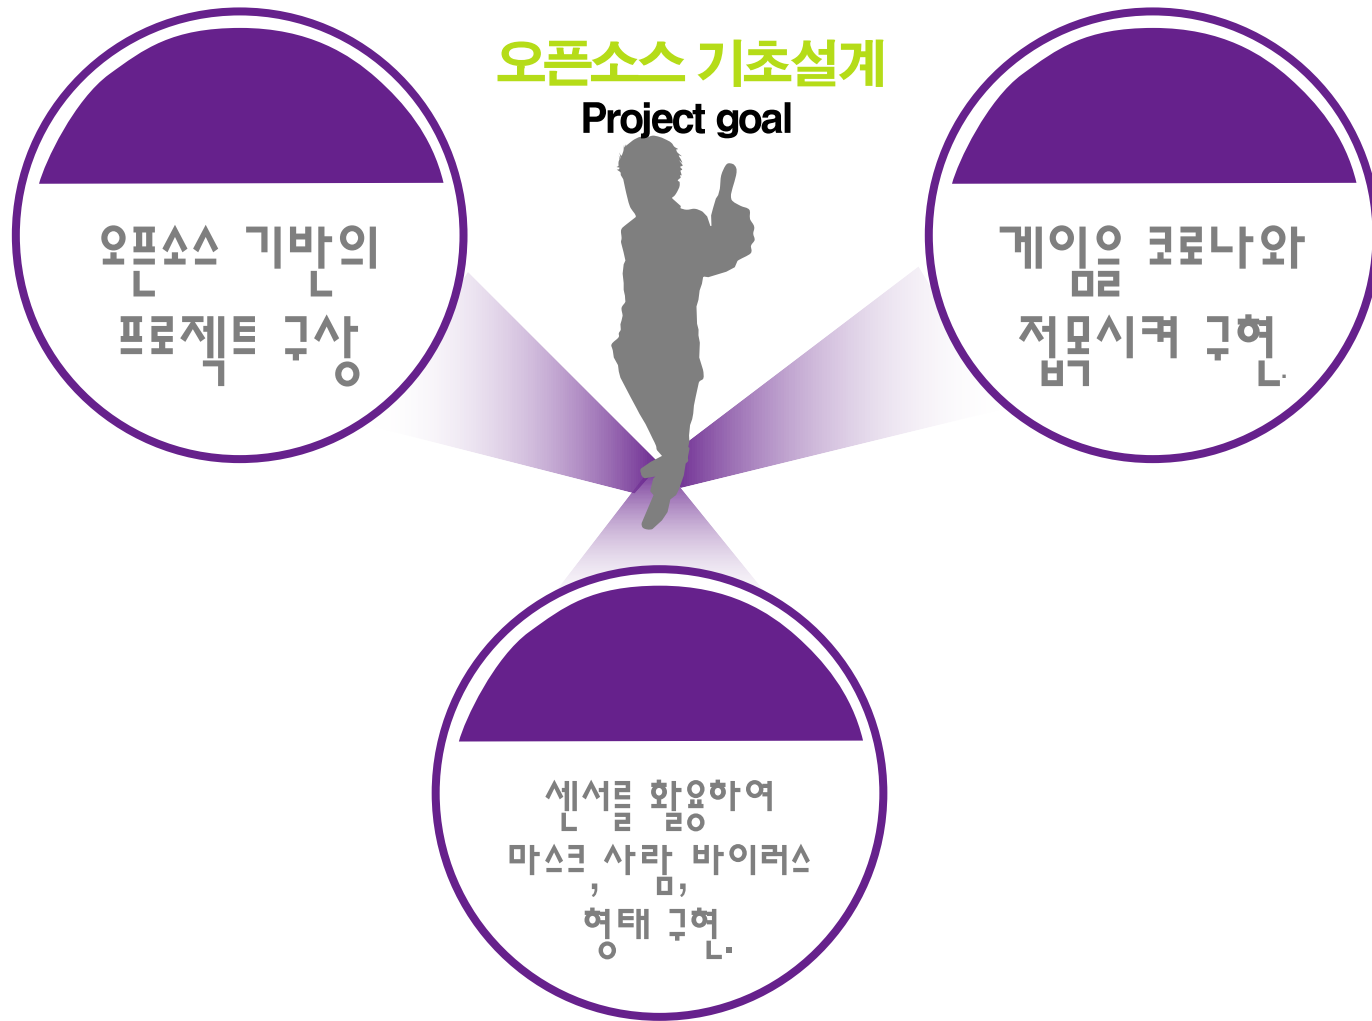 오픈소스 기초설계
Project goal
오픈소스 기반의
프로젝트 구상
게임을 코로나와
접목시켜 구현.
센서를 활용하여
마스크, 사람, 바이러스
형태 구현.